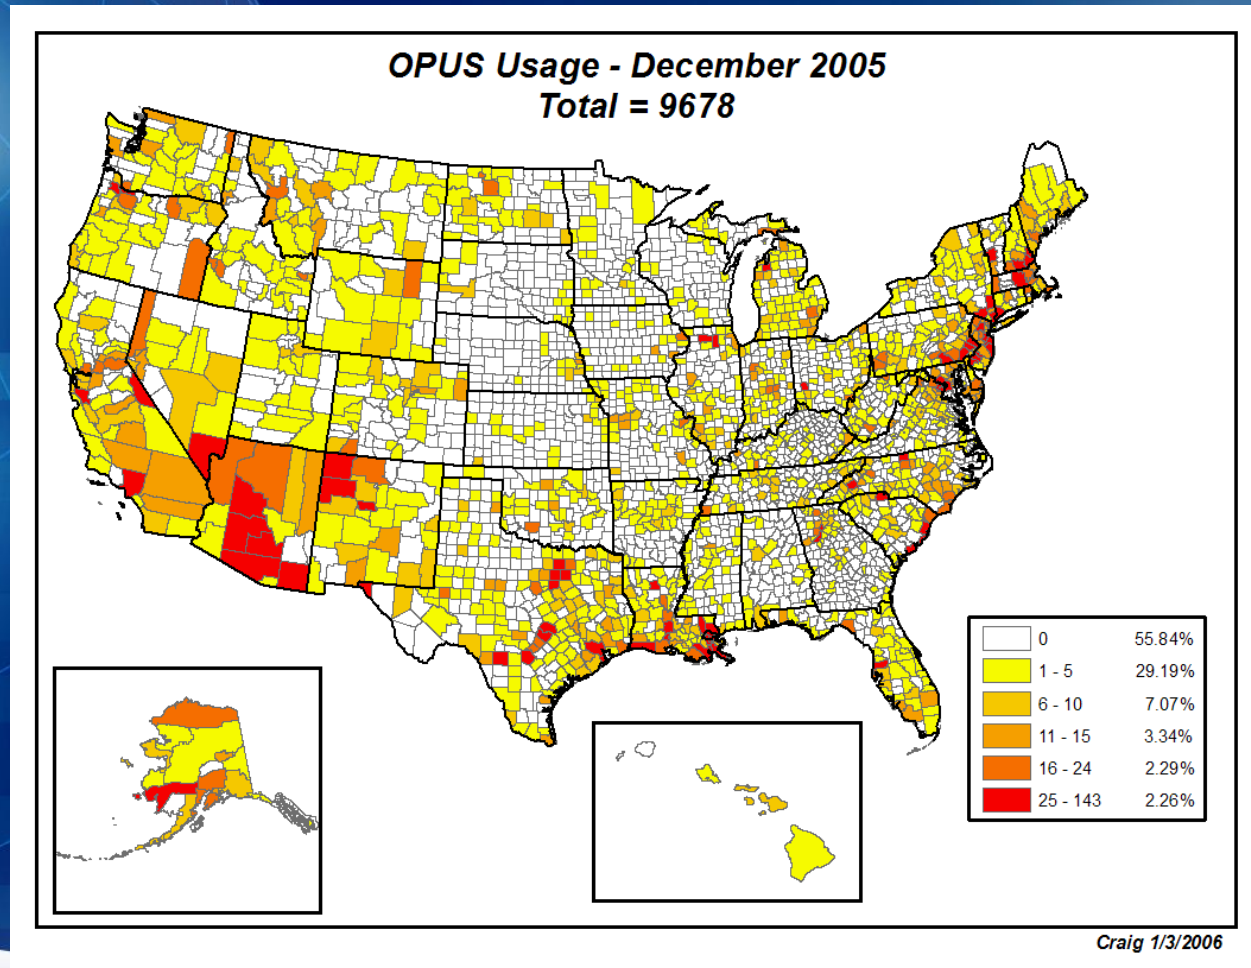 OPUS Usage - December 2005
Total = 9678
0 55.84%
1 - 5 29.19%
6 - 10 7.07%
11 - 15 3.34%
16 - 24 2.29%
25 - 143 2.26%
Craig 1/3/2006